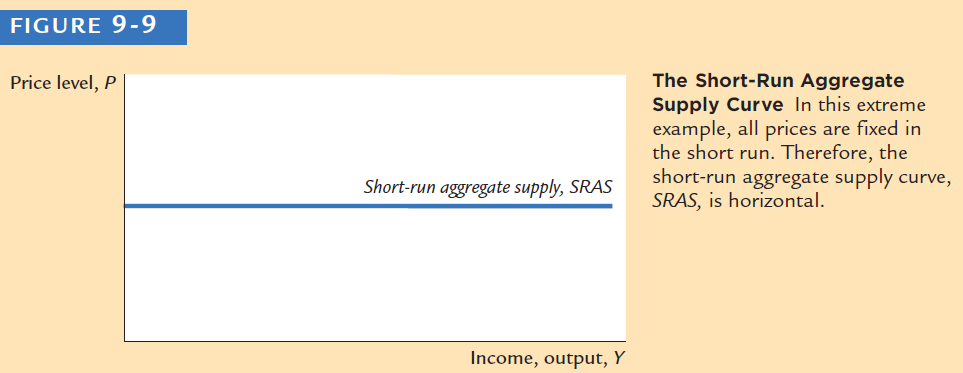 FIGURE 9-9
Price level, P
Short-run aggregate supply, SRAS
Income, output, Y
The Short-Run Aggregate
Supply Curve In this extreme
example, all prices are fixed in
the short run. Therefore, the
short-run aggregate supply curve,
SRAS, is horizontal.